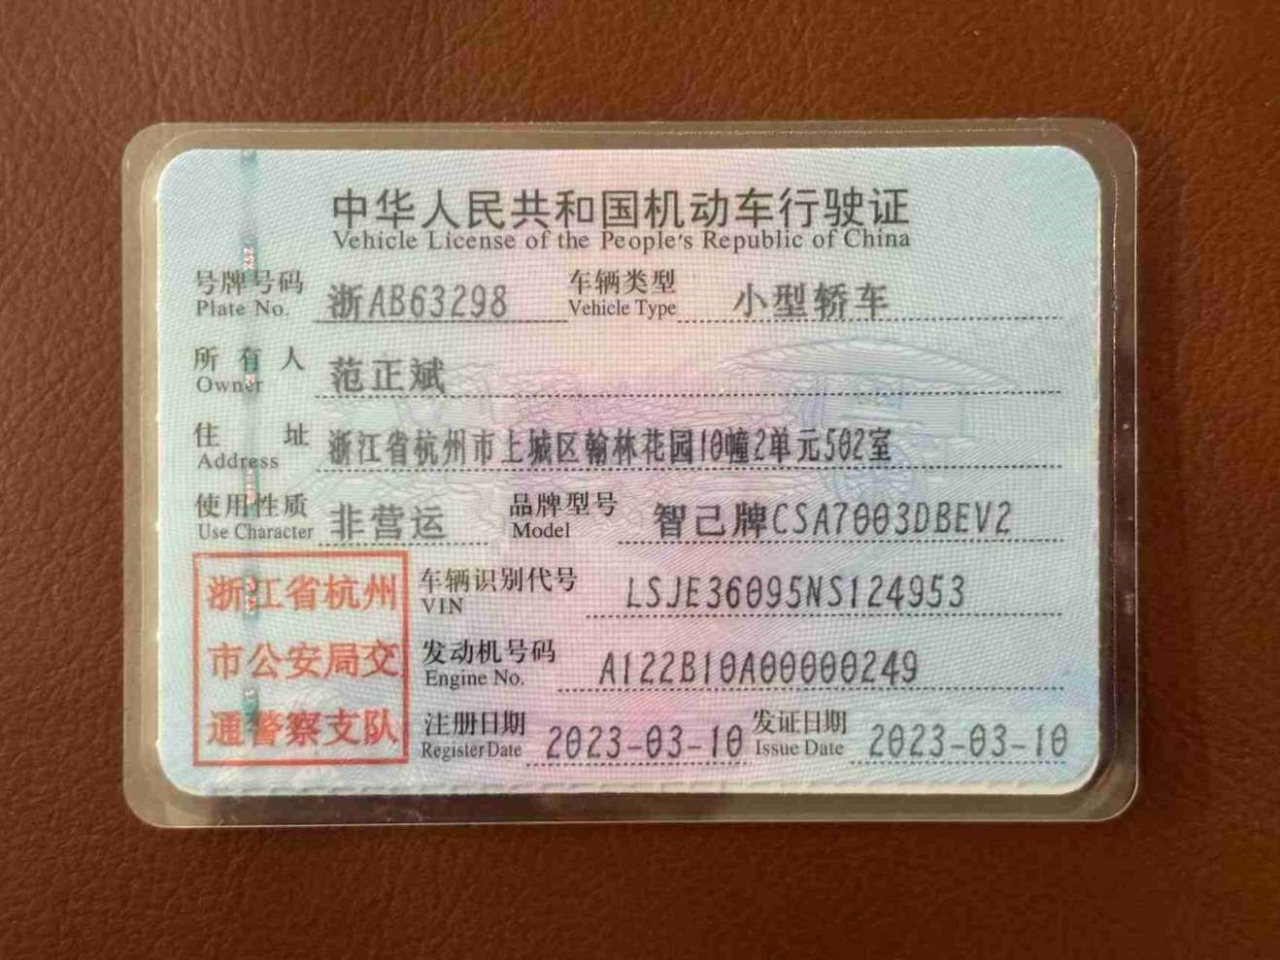 中华人民共和国机动车行驶证
Vehicle License of the People's Republic of China
号牌号码 浙AB63298 车辆类型 小型轿车
Plate No. Vehicle Type
所有人 范正斌
Owner
住址 浙江省杭州市上城区翰林花园10幢2单元502室
Address
使用性质 非营运 品牌型号 智己牌CSA7003DBEV2
Use Character Model
浙江省杭州
市公安局交
通警察支队
车辆识别代号 LSJE36095NS124953
VIN
发动机号码 A122B10A00000249
Engine No.
注册日期 2023-03-10 发证日期 2023-03-10
Register Date Issue Date